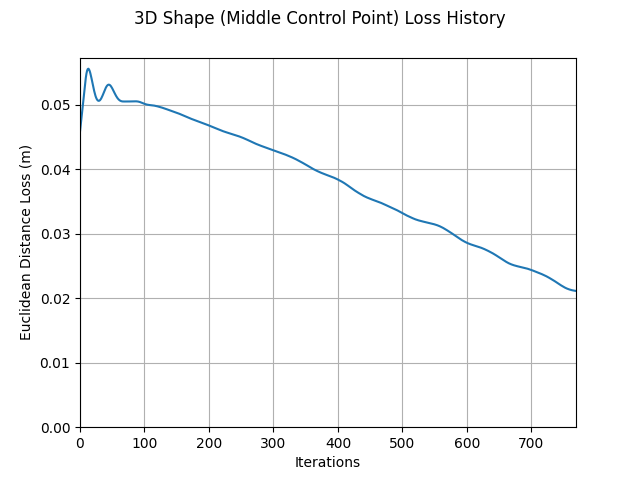 3D Shape (Middle Control Point) Loss History
Euclidean Distance Loss (m)
0.05
0.04
0.03
0.02
0.01
0.00
0 100 200 300 400 500 600 700
Iterations